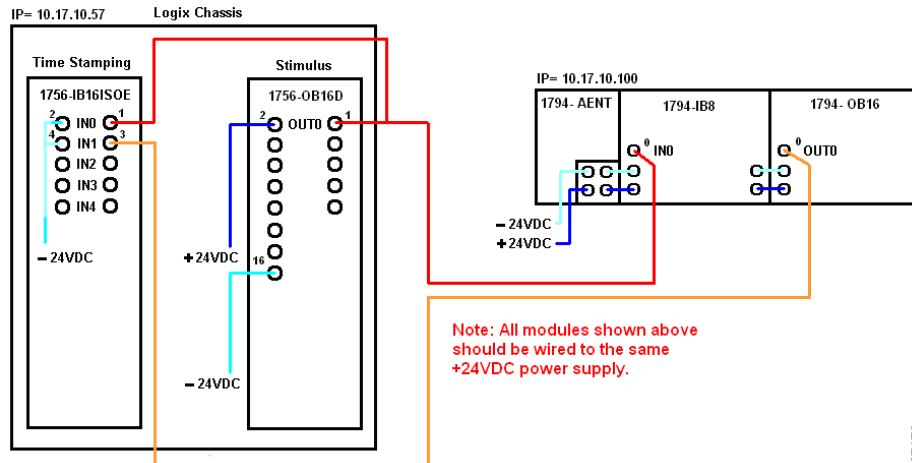 IP= 10.17.10.57 Logix Chassis
Time Stamping
1756-IB16ISOE
2 IN0 1
4 IN1 3
IN2
IN3
IN4
– 24VDC
Stimulus
1756-OB16D
2 OUT0 1
+24VDC 16
– 24VDC
IP= 10.17.10.100
1794- AENT 1794-IB8 1794- OB16
0 IN0 0 OUT0
– 24VDC
+24VDC
Note: All modules shown above
should be wired to the same
+24VDC power supply.